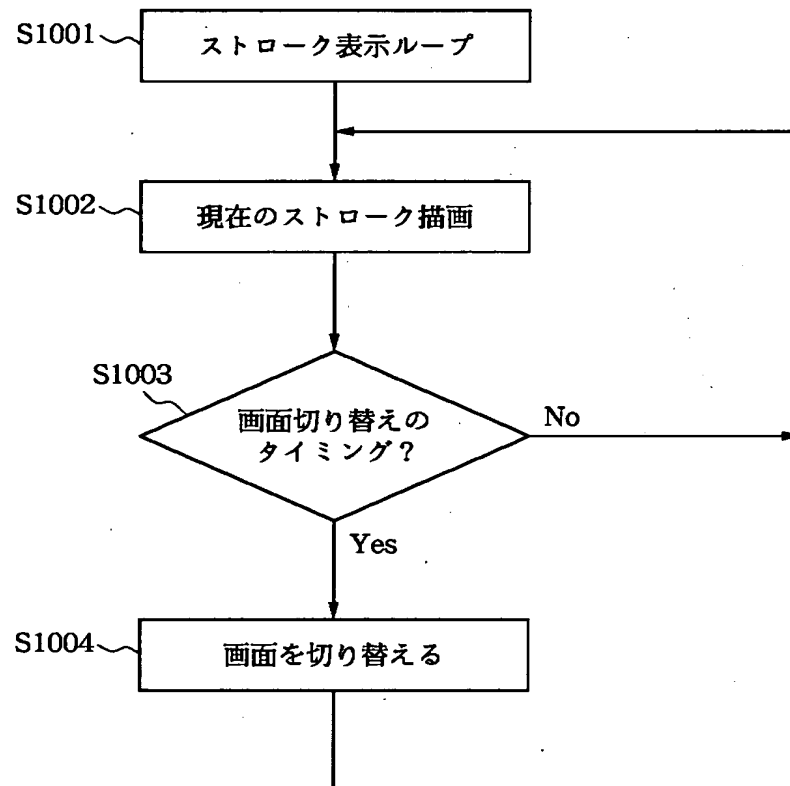 S1001
ストローク表示ループ
S1002
現在のストローク描画
S1003
画面切り替えの
タイミング?
No
Yes
S1004
画面を切り替える